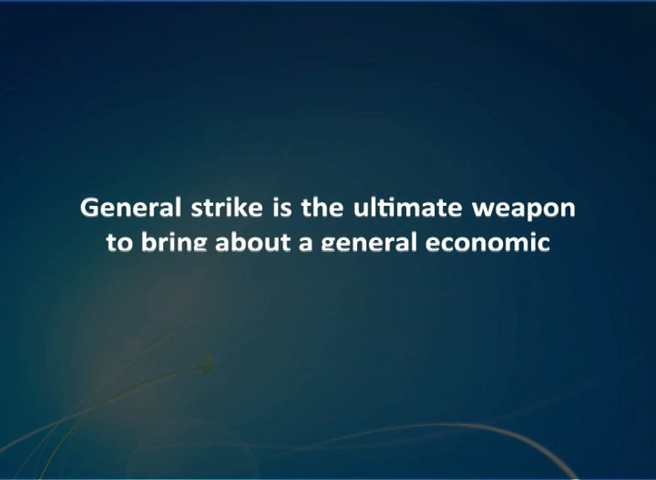 General strike is the ultimate weapon
to bring about a general economic